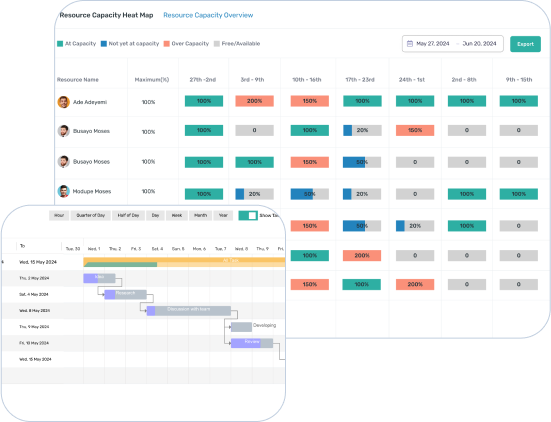 Resource Capacity Heat Map Resource Capacity Overview
At Capacity Not yet at capacity Over Capacity Free/Available May 27, 2024 - Jun 20, 2024 Export
Resource Name Maximum(%) 27th -2nd 3rd - 9th 10th - 16th 17th - 23rd 24th - 1st 2nd - 8th 9th - 15th
Ade Adeyemi 100% 100% 200% 150% 100% 100% 100% 100%
Busayo Moses 100% 100% 0 100% 20% 150% 0 0
Busayo Moses 100% 100% 100% 150% 50% 0 0 0
Modupe Moses 100% 100% 20% 50% 20% 0 100% 100%
150% 50% 20% 100% 0
100% 200% 0 0 0
150% 100% 200% 0 0
Hour Quarter of Day Half of Day Day Week Month Year Show
To Tue, 30 Wed, 1 Thu, 2 Fri, 3 Sat, 4 Sun, 5 Mon, 6 Tue, 7 Wed, 8 Thu, 9 Fri,
Wed, 15 May 2024
Thu, 2 May 2024
Sat, 4 May 2024 Research
Wed, 8 May 2024 Discussion with team
Thu, 9 May 2024 Developing
Fri, 10 May 2024 Review
Wed, 15 May 2024